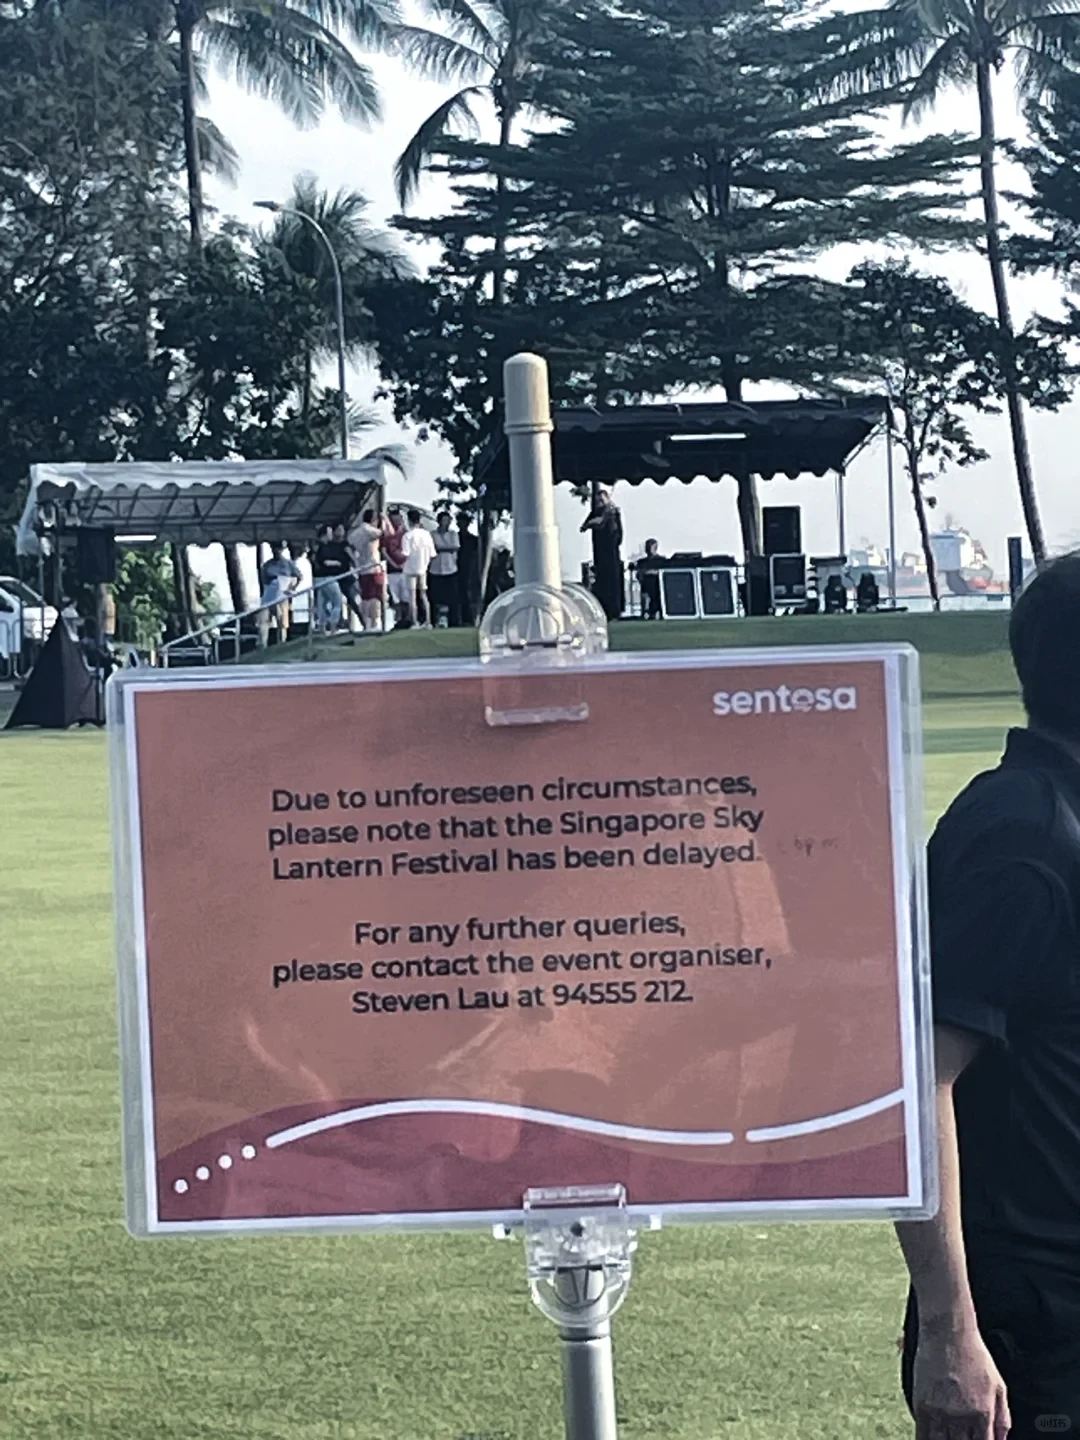 sentosa
Due to unforeseen circumstances,
please note that the Singapore Sky
Lantern Festival has been delayed.
For any further queries,
please contact the event organiser,
Steven Lau at 94555 212.